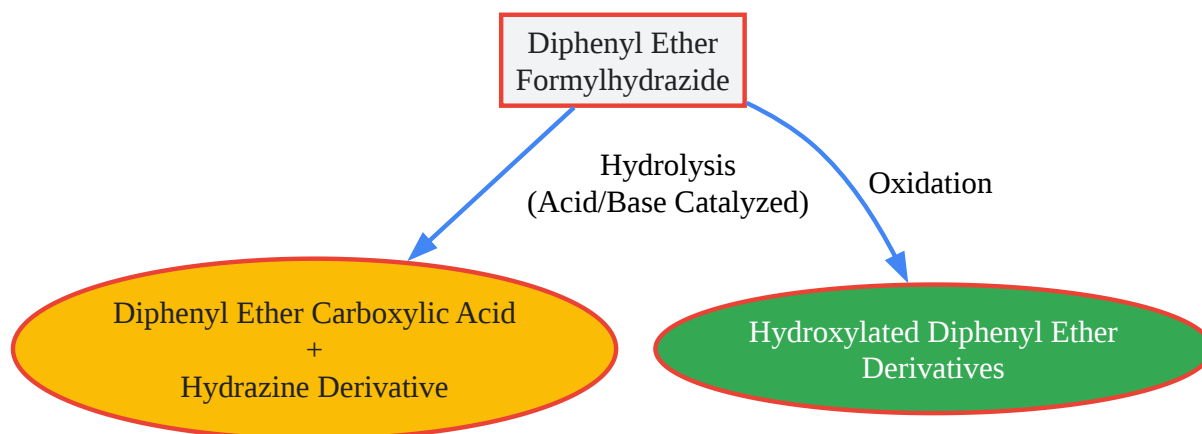 Diphenyl Ether
Formylhydrazide
Hydrolysis
(Acid/Base Catalyzed)
Oxidation
Diphenyl Ether Carboxylic Acid
+
Hydrazine Derivative
Hydroxylated Diphenyl Ether
Derivatives